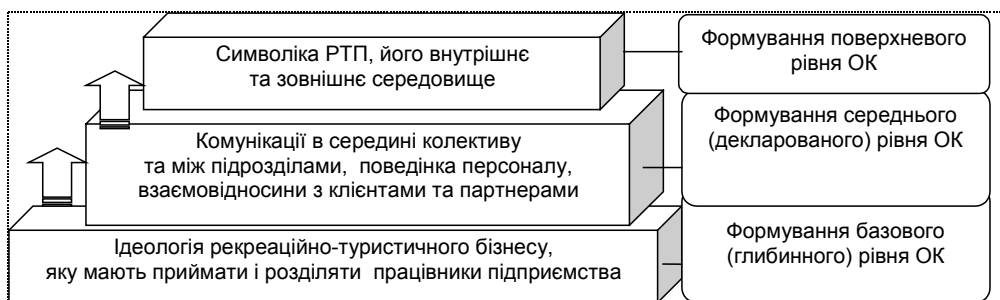 Символіка РТП, його внутрішнє
та зовнішнє середовище
Формування поверхневого
рівня ОК
Комунікації в середині колективу
та між підрозділами, поведінка персоналу,
взаємовідносини з клієнтами та партнерами
Формування середнього
(декларованого) рівня ОК
Ідеологія рекреаційно-туристичного бізнесу,
яку мають приймати і розділяти працівники підприємства
Формування базового
(глибинного) рівня ОК